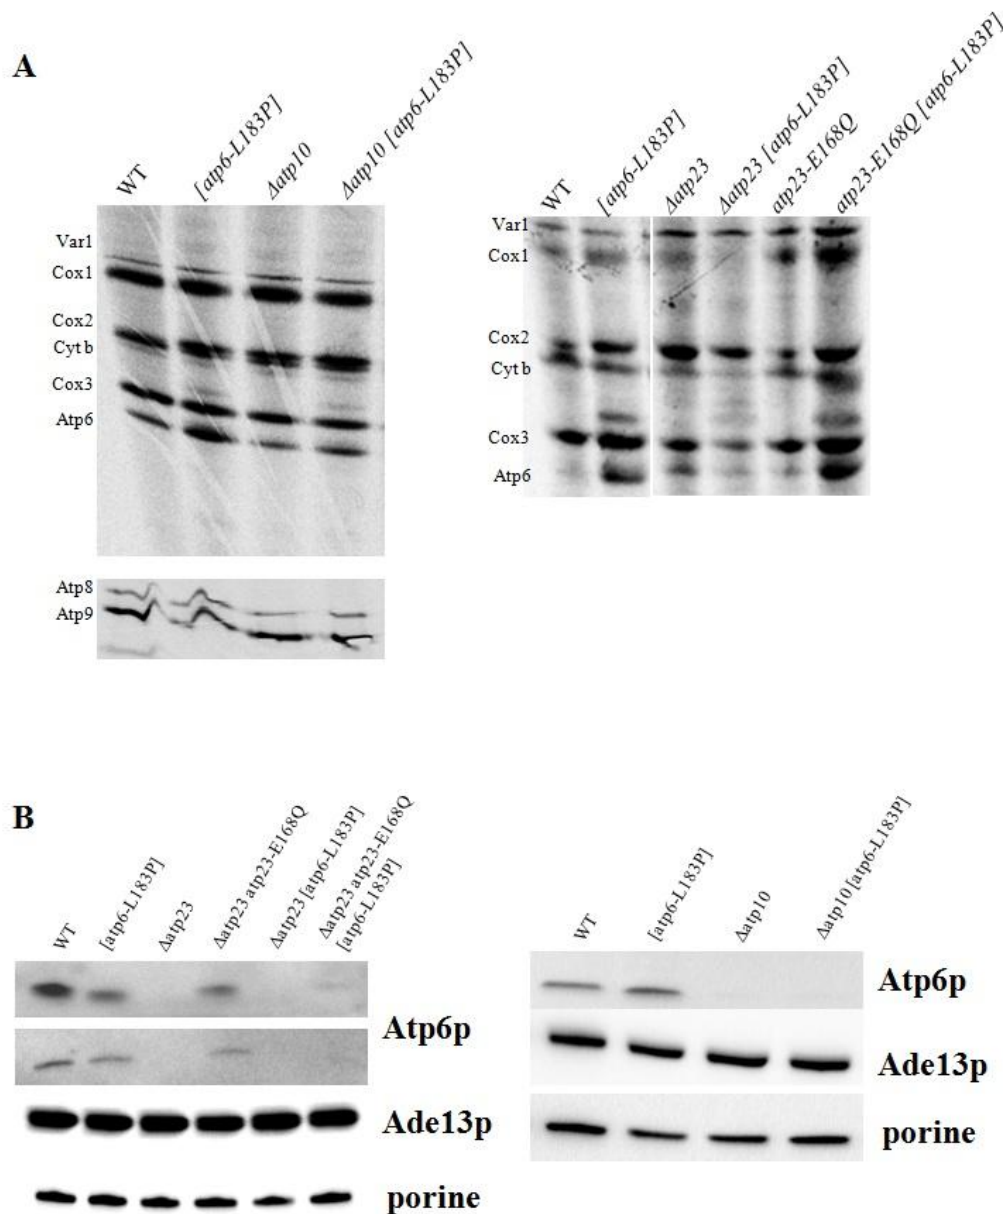 A
WT
[atp6-L183P]
Δatp10
Δatp10 [atp6-L183P]
Var1
Cox1
Cox2
Cyt b
Cox3
Atp6
Atp8
Atp9
WT
[atp6-L183P]
Δatp23
Δatp23 [atp6-L183P]
atp23-E168Q
atp23-E168Q [atp6-L183P]
Var1
Cox1
Cox2
Cyt b
Cox3
Atp6
B
WT
[atp6-L183P]
Δatp23
Δatp23 atp23-E168Q
Δatp23 [atp6-L183P]
Δatp23 atp23-E168Q
[atp6-L183P]
Atp6p
Ade13p
porine
WT
[atp6-L183P]
Δatp10
Δatp10 [atp6-L183P]
Atp6p
Ade13p
porine